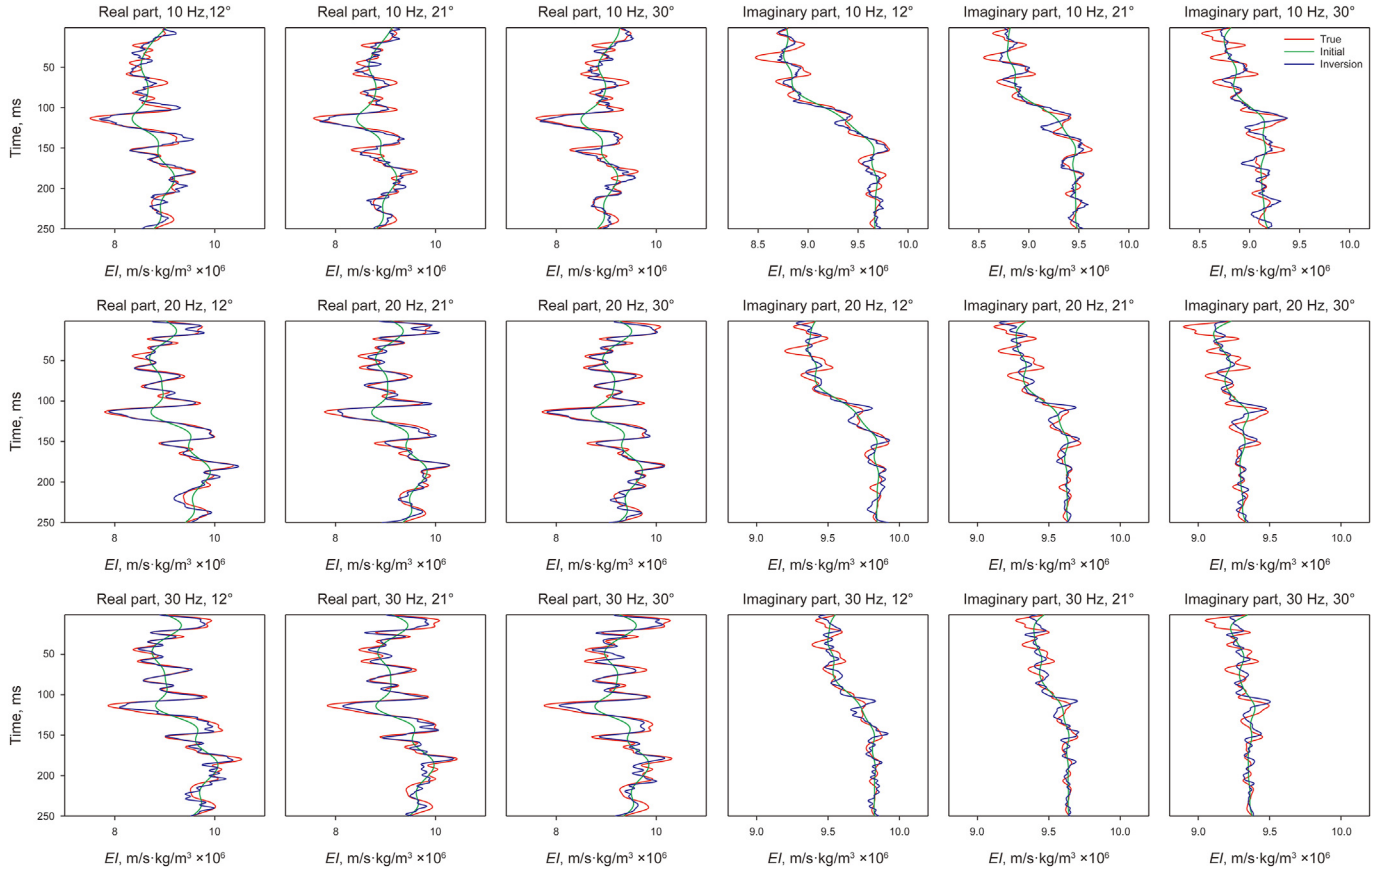 Real part, 10 Hz,12°
Real part, 10 Hz, 21°
Real part, 10 Hz, 30°
Imaginary part, 10 Hz, 12°
Imaginary part, 10 Hz, 21°
Imaginary part, 10 Hz, 30°
True
Initial
Inversion
Time, ms
50
100
150
200
250
8 10
8 10
8 10
8.5 9.0 9.5 10.0
8.5 9.0 9.5 10.0
9.0 9.5 10.0
EI, m/s·kg/m³ ×10⁶
EI, m/s·kg/m³ ×10⁶
EI, m/s·kg/m³ ×10⁶
EI, m/s·kg/m³ ×10⁶
EI, m/s·kg/m³ ×10⁶
EI, m/s·kg/m³ ×10⁶
Real part, 20 Hz, 12°
Real part, 20 Hz, 21°
Real part, 20 Hz, 30°
Imaginary part, 20 Hz, 12°
Imaginary part, 20 Hz, 21°
Imaginary part, 20 Hz, 30°
Time, ms
50
100
150
200
250
8 10
8 10
8 10
9.0 9.5 10.0
9.0 9.5 10.0
9.0 9.5 10.0
EI, m/s·kg/m³ ×10⁶
EI, m/s·kg/m³ ×10⁶
EI, m/s·kg/m³ ×10⁶
EI, m/s·kg/m³ ×10⁶
EI, m/s·kg/m³ ×10⁶
EI, m/s·kg/m³ ×10⁶
Real part, 30 Hz, 12°
Real part, 30 Hz, 21°
Real part, 30 Hz, 30°
Imaginary part, 30 Hz, 12°
Imaginary part, 30 Hz, 21°
Imaginary part, 30 Hz, 30°
Time, ms
50
100
150
200
250
8 10
8 10
8 10
9.0 9.5 10.0
9.0 9.5 10.0
9.0 9.5 10.0
EI, m/s·kg/m³ ×10⁶
EI, m/s·kg/m³ ×10⁶
EI, m/s·kg/m³ ×10⁶
EI, m/s·kg/m³ ×10⁶
EI, m/s·kg/m³ ×10⁶
EI, m/s·kg/m³ ×10⁶